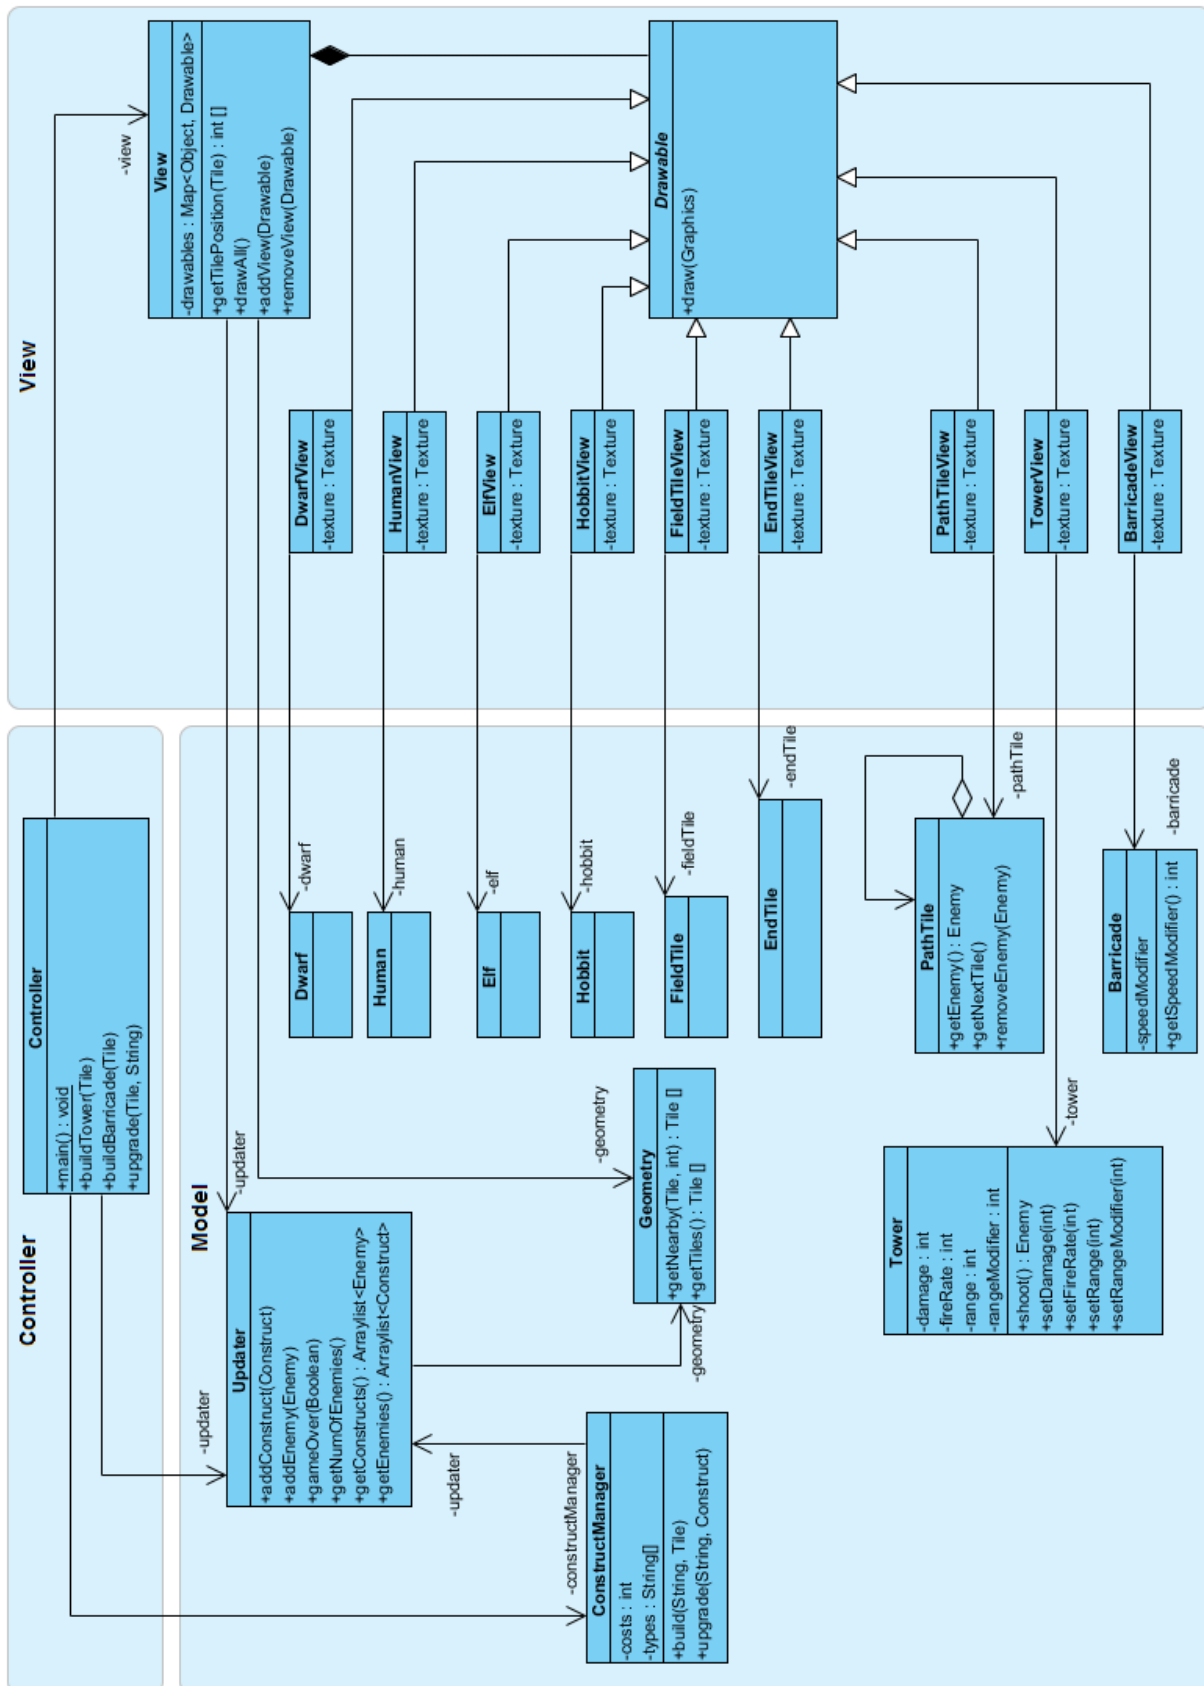 Controller
Controller
+main() : void
+buildTower(Tile)
+buildBarricade(Tile)
+upgrade(Tile, String)
View
-view
View
-drawables : Map<Object, Drawable>
+getTilePosition(Tile) : int []
+drawAll()
+addView(Drawable)
+removeView(Drawable)
Drawable
+draw(Graphics)
DwarfView
-texture : Texture
HumanView
-texture : Texture
ElfView
-texture : Texture
HobbitView
-texture : Texture
FieldTileView
-texture : Texture
EndTileView
-texture : Texture
PathTileView
-texture : Texture
TowerView
-texture : Texture
BarricadeView
-texture : Texture
Model
-updater
-updater
Updater
+addConstruct(Construct)
+addEnemy(Enemy)
+gameOver(Boolean)
+getNumOfEnemies()
+getConstructs() : Arraylist<Enemy>
+getEnemies() : Arraylist<Construct>
-updater
-constructManager
ConstructManager
-costs : int
-types : String[]
+build(String, Tile)
+upgrade(String, Construct)
-geometry
-geometry
Geometry
+getNearby(Tile, int) : Tile []
+getTiles() : Tile []
-dwarf
Dwarf
-human
Human
-elf
Elf
-hobbit
Hobbit
-fieldTile
FieldTile
-endTile
EndTile
-pathTile
PathTile
+getEnemy() : Enemy
+getNextTile()
+removeEnemy(Enemy)
-tower
Tower
-damage : int
-fireRate : int
-range : int
-rangeModifier : int
+shoot() : Enemy
+setDamage(int)
+setFireRate(int)
+setRange(int)
+setRangeModifier(int)
-barricade
Barricade
-speedModifier
+getSpeedModifier() : int